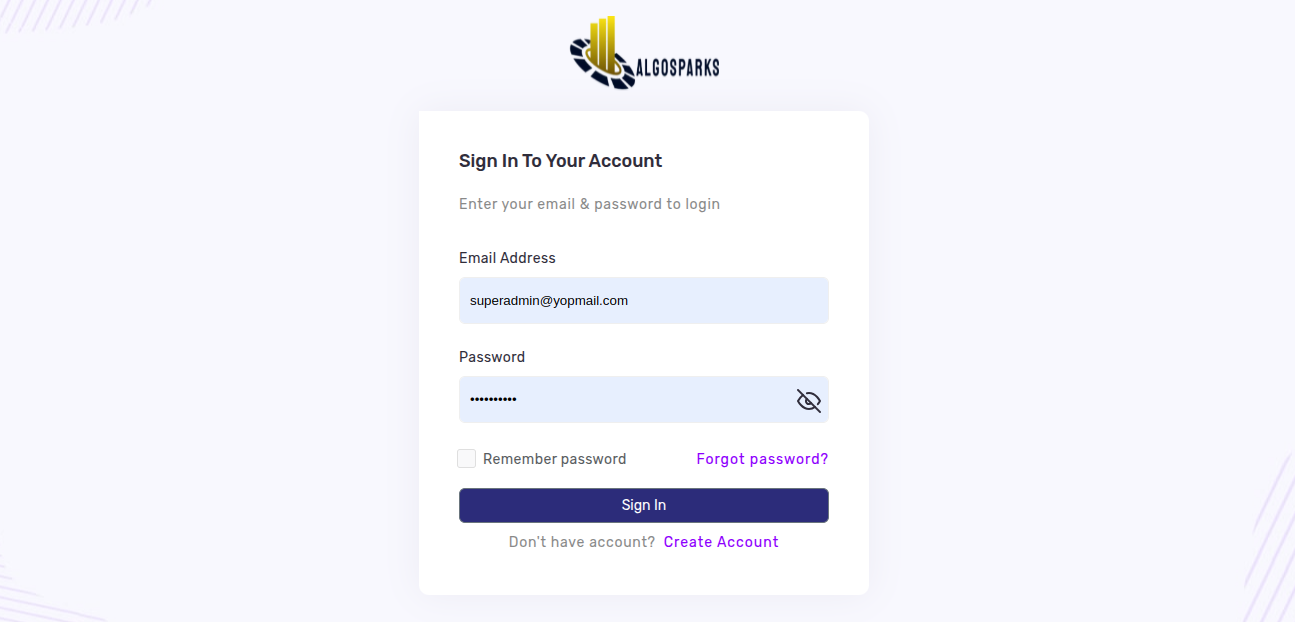 ALGOSPARKS
Sign In To Your Account
Enter your email & password to login
Email Address
superadmin@yopmail.com
Password
••••••••••
Remember password Forgot password?
Sign In
Don't have account? Create Account